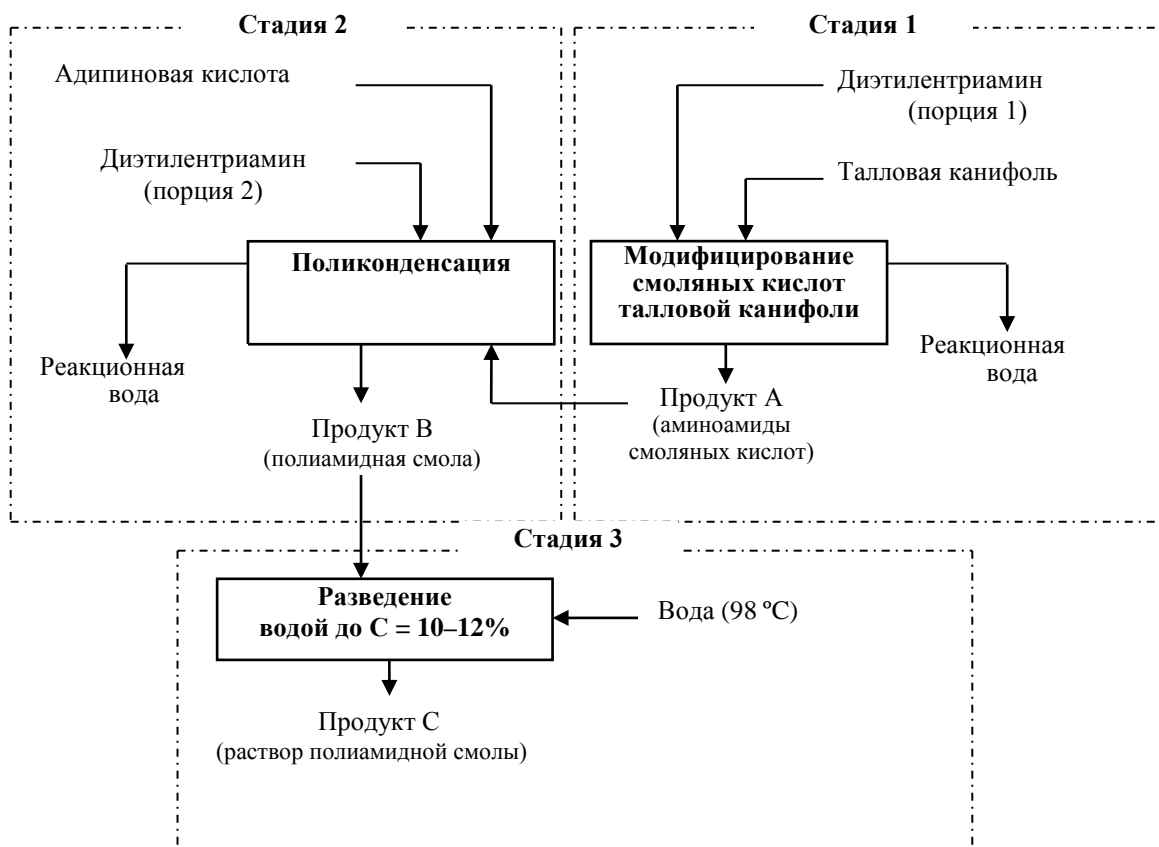 Стадия 2
Стадия 1
Адипиновая кислота
Диэтилентриамин
(порция 2)
Поликонденсация
Реакционная
вода
Продукт В
(полиамидная смола)
Диэтилентриамин
(порция 1)
Талловая канифоль
Модифицирование
смоляных кислот
талловой канифоли
Реакционная
вода
Продукт А
(аминоамиды
смоляных кислот)
Стадия 3
Разведение
водой до С = 10–12%
Вода (98 ºС)
Продукт С
(раствор полиамидной смолы)